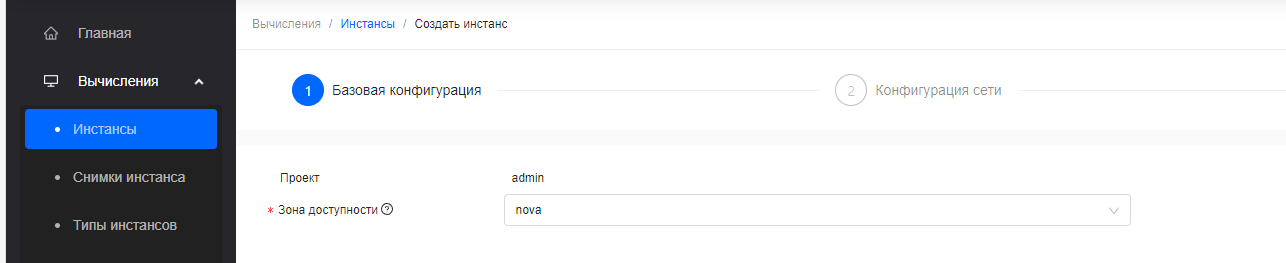 Главная
Вычисления
Инстансы
Снимки инстанса
Типы инстансов
Вычисления / Инстансы / Создать инстанс
1 Базовая конфигурация
2 Конфигурация сети
Проект admin
* Зона доступности ? nova